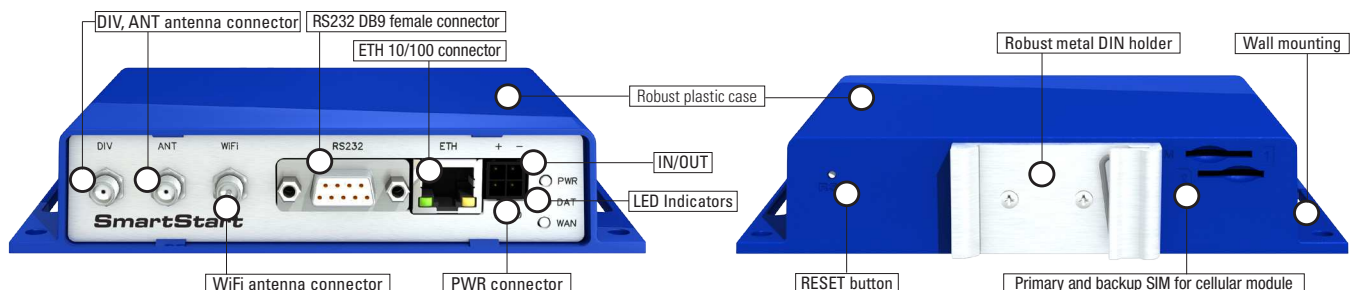 DIV, ANT antenna connector
RS232 DB9 female connector
ETH 10/100 connector
Robust metal DIN holder
Wall mounting
Robust plastic case
DIV
ANT
WiFi
RS232
ETH
+ −
IN/OUT
PWR
DAT
WAN
LED Indicators
SmartStart
WiFi antenna connector
PWR connector
RESET button
Primary and backup SIM for cellular module